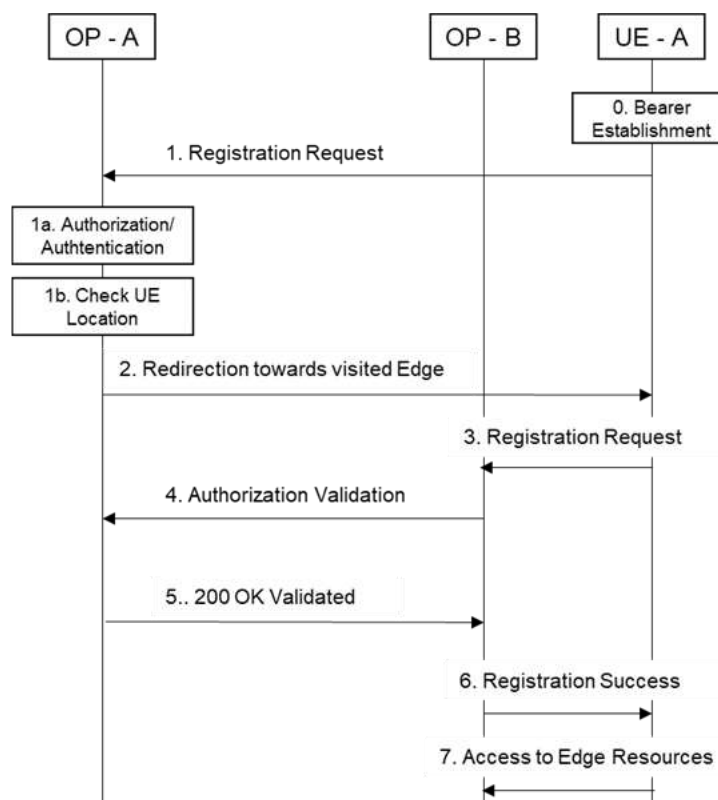 OP - A
OP - B
UE - A
0. Bearer
Establishment
1. Registration Request
1a. Authorization/
Authtentication
1b. Check UE
Location
2. Redirection towards visited Edge
3. Registration Request
4. Authorization Validation
5.. 200 OK Validated
6. Registration Success
7. Access to Edge Resources